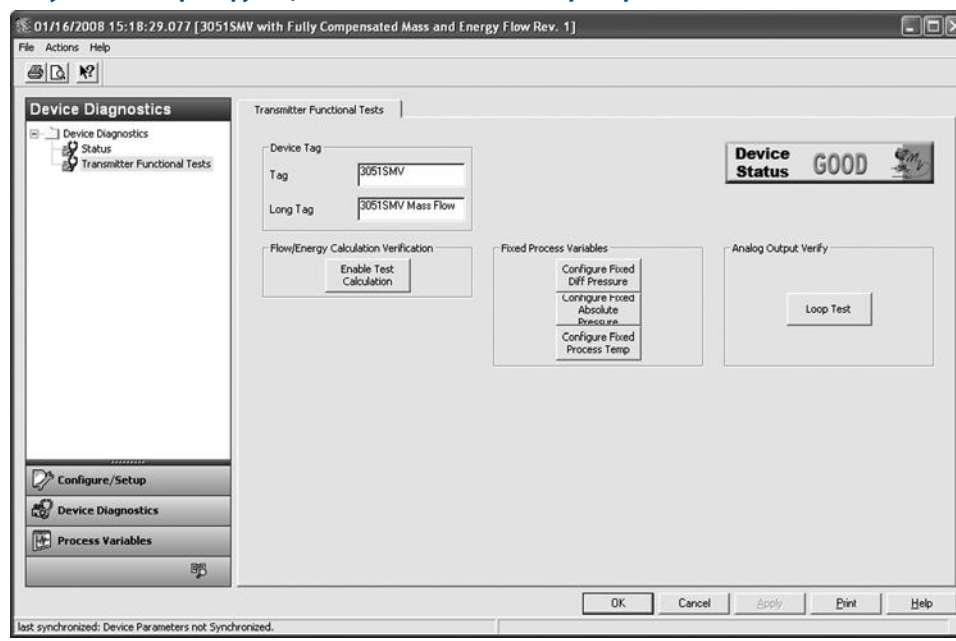 01/16/2008 15:18:29.077 [3051SMV with Fully Compensated Mass and Energy Flow Rev. 1]
File Actions Help
Device Diagnostics
Device Diagnostics
Status
Transmitter Functional Tests
Configure/Setup
Device Diagnostics
Process Variables
Transmitter Functional Tests
Device Tag
Tag
3051SMV
Long Tag
3051SMV Mass Flow
Device
Status
GOOD
Flow/Energy Calculation Verification
Enable Test
Calculation
Fixed Process Variables
Configure Fixed
Diff Pressure
Configure Fixed
Absolute
Pressure
Configure Fixed
Process Temp
Analog Output Verify
Loop Test
OK Cancel Apply Print Help
last synchronized: Device Parameters not Synchronized.